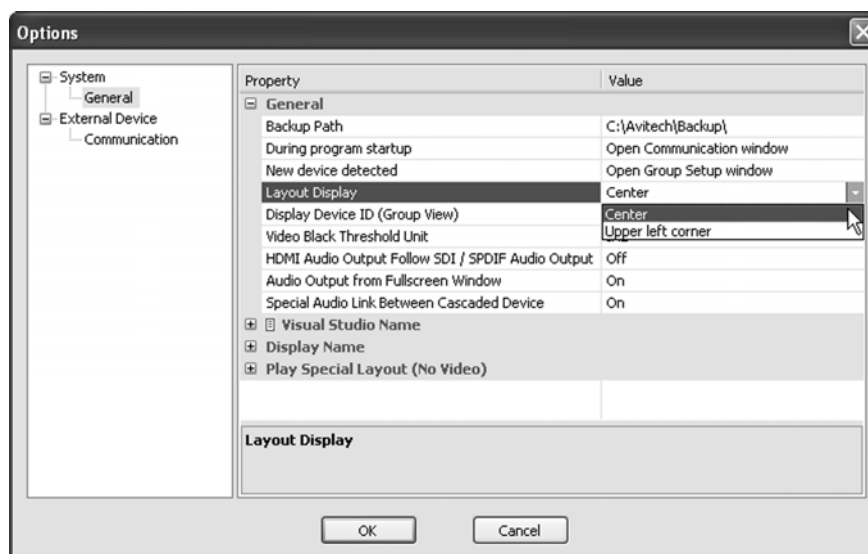 Options
System
General
External Device
Communication
Property Value
General
Backup Path C:\Avitech\Backup\
During program startup Open Communication window
New device detected Open Group Setup window
Layout Display Center
Display Device ID (Group View) Center
Video Black Threshold Unit Upper left corner
HDMI Audio Output Follow SDI / SPDIF Audio Output Off
Audio Output from Fullscreen Window On
Special Audio Link Between Cascaded Device On
Visual Studio Name
Display Name
Play Special Layout (No Video)
Layout Display
OK Cancel